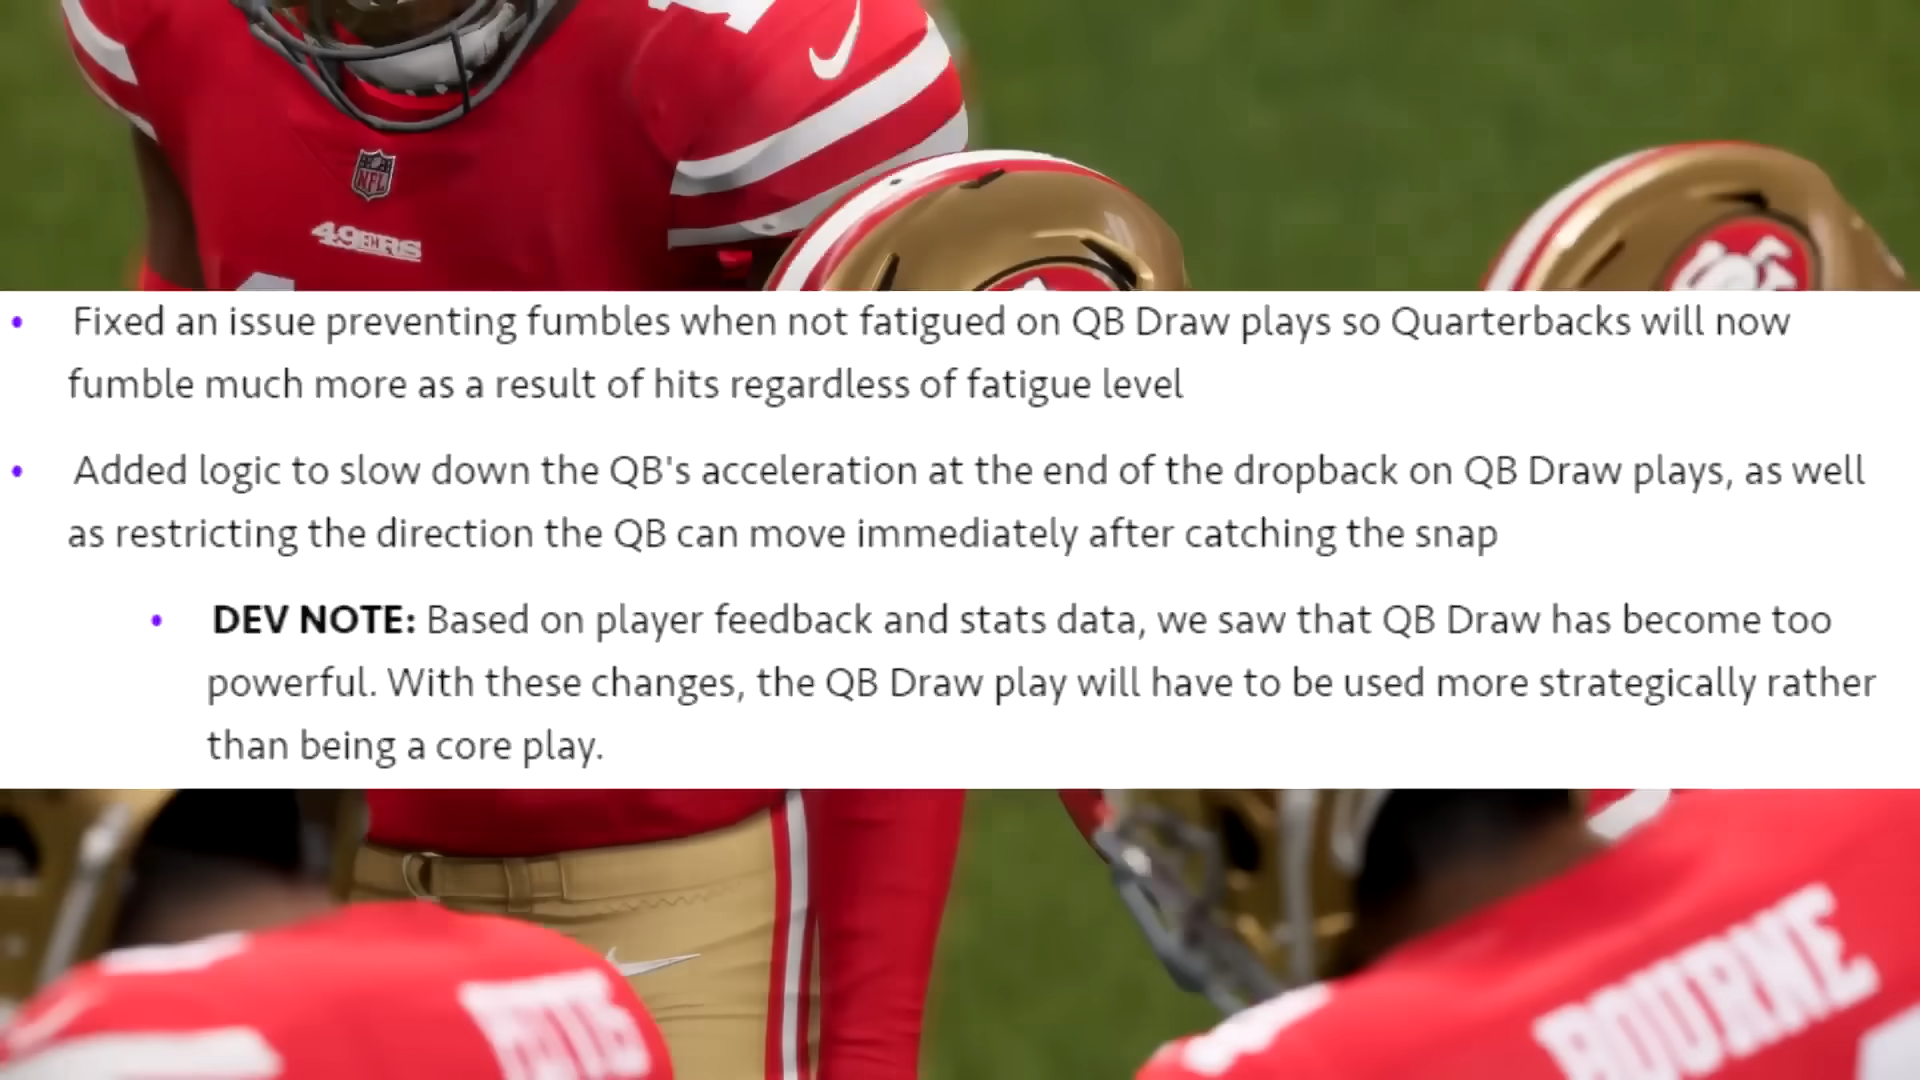 NFL
49ERS
• Fixed an issue preventing fumbles when not fatigued on QB Draw plays so Quarterbacks will now
fumble much more as a result of hits regardless of fatigue level
• Added logic to slow down the QB's acceleration at the end of the dropback on QB Draw plays, as well
as restricting the direction the QB can move immediately after catching the snap
• DEV NOTE: Based on player feedback and stats data, we saw that QB Draw has become too
powerful. With these changes, the QB Draw play will have to be used more strategically rather
than being a core play.
BOURNE